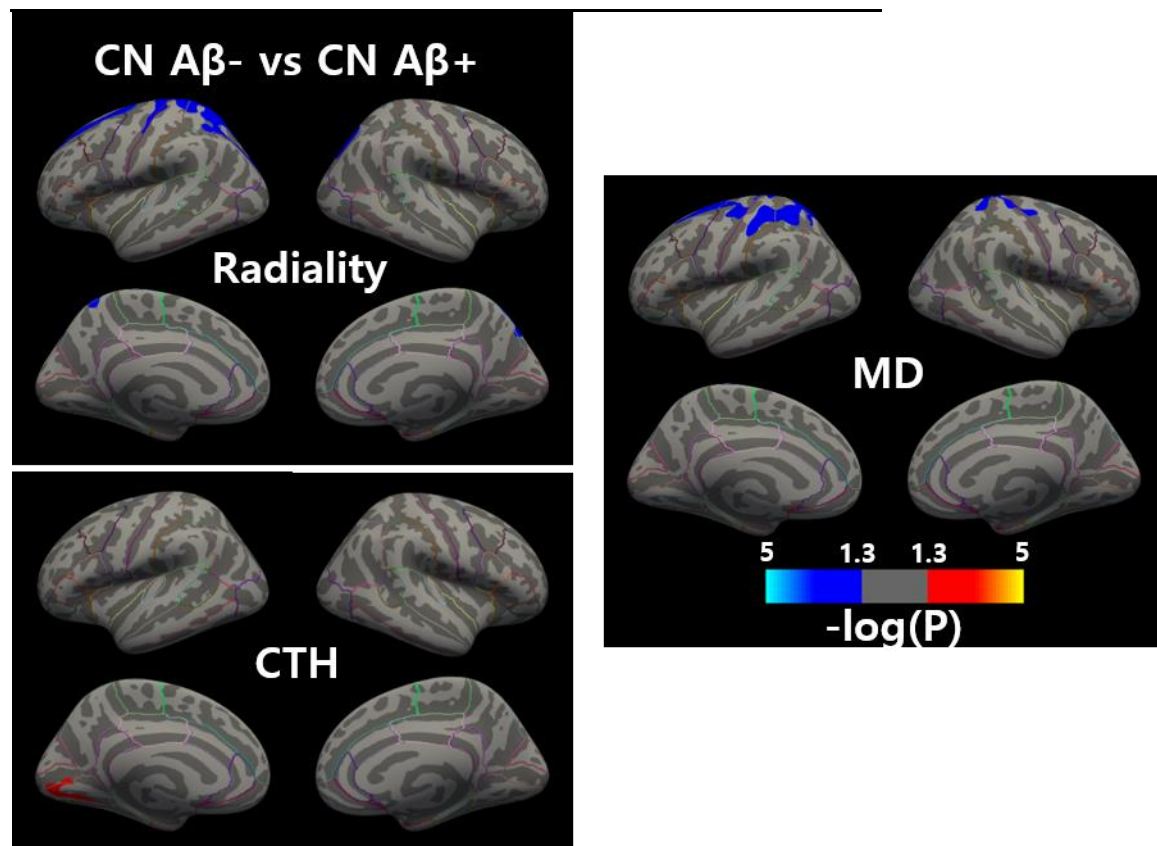 CN Aβ- vs CN Aβ+
Radiality
CTH
MD
5 1.3 1.3 5
-log(P)